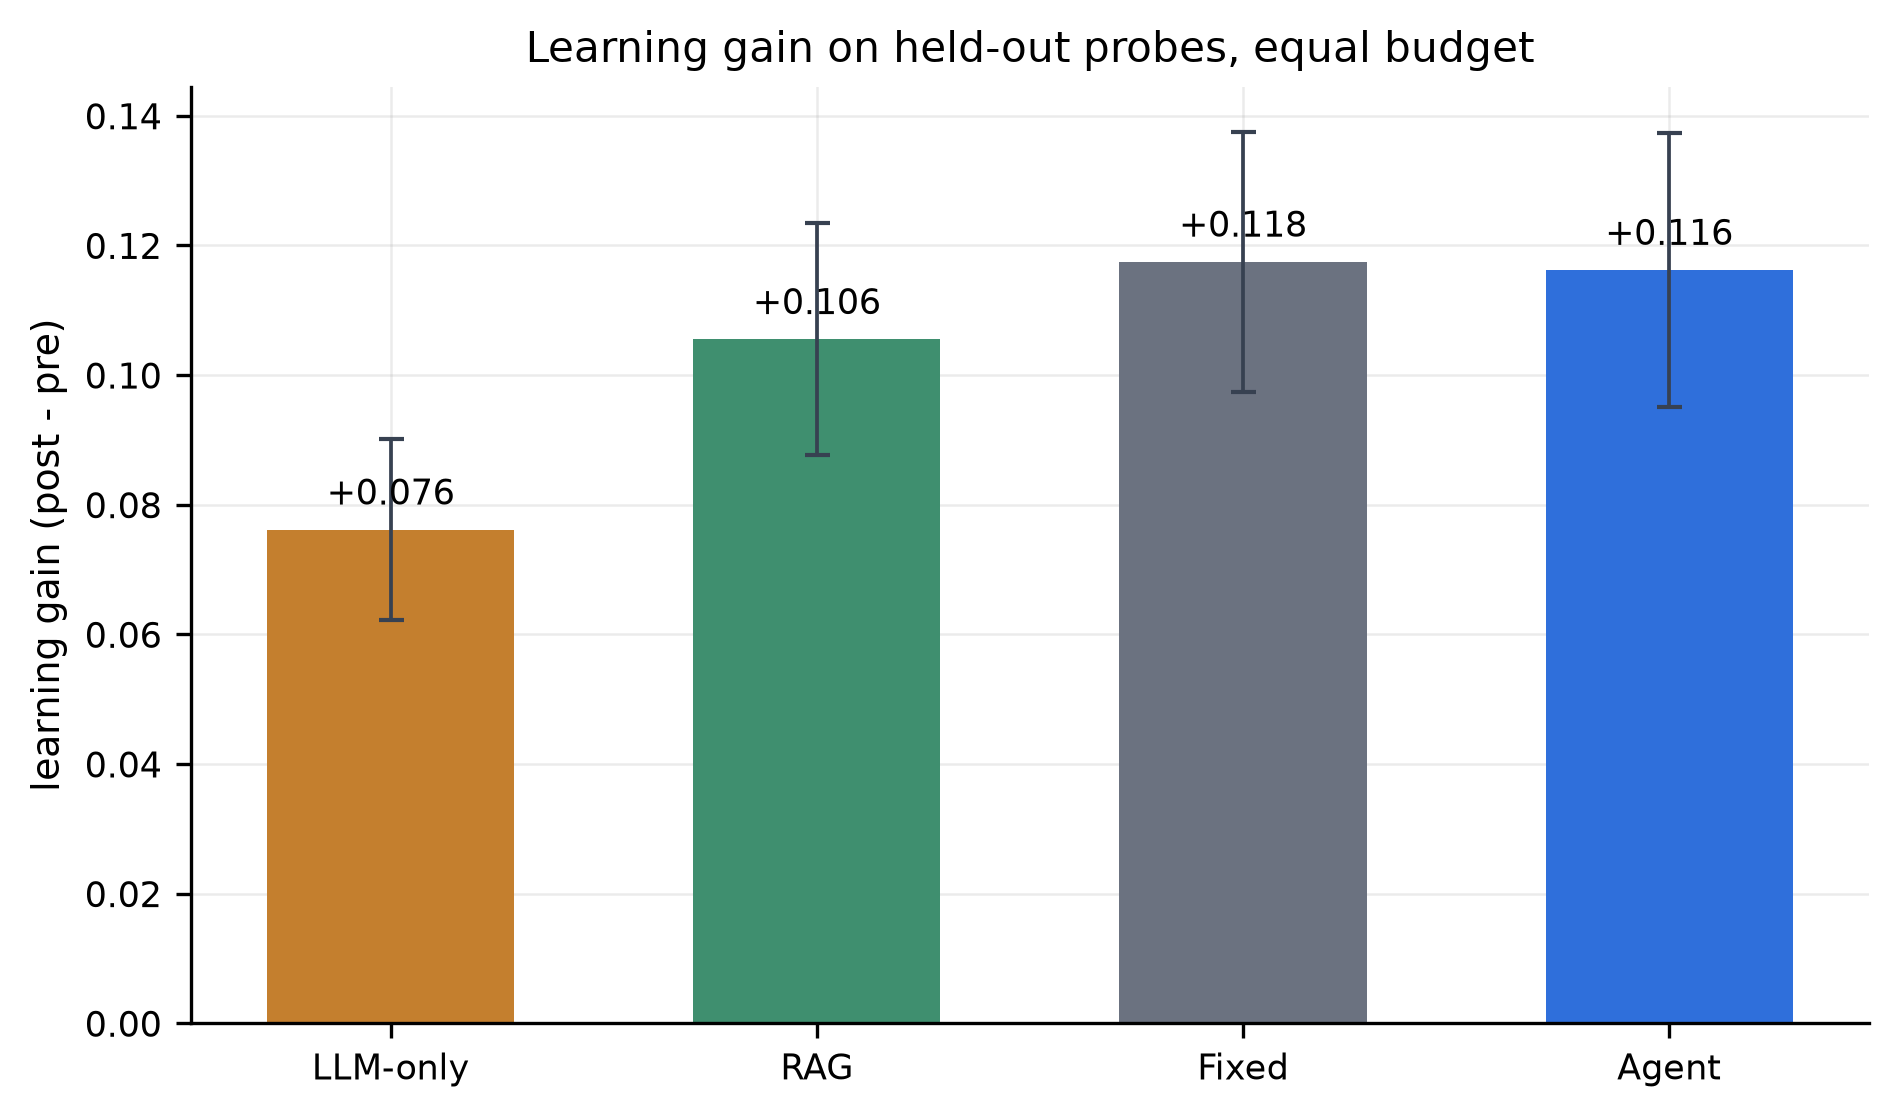 Learning gain on held-out probes, equal budget
learning gain (post - pre)
0.14
0.12
0.10
0.08
0.06
0.04
0.02
0.00
+0.076
+0.106
+0.118
+0.116
LLM-only
RAG
Fixed
Agent